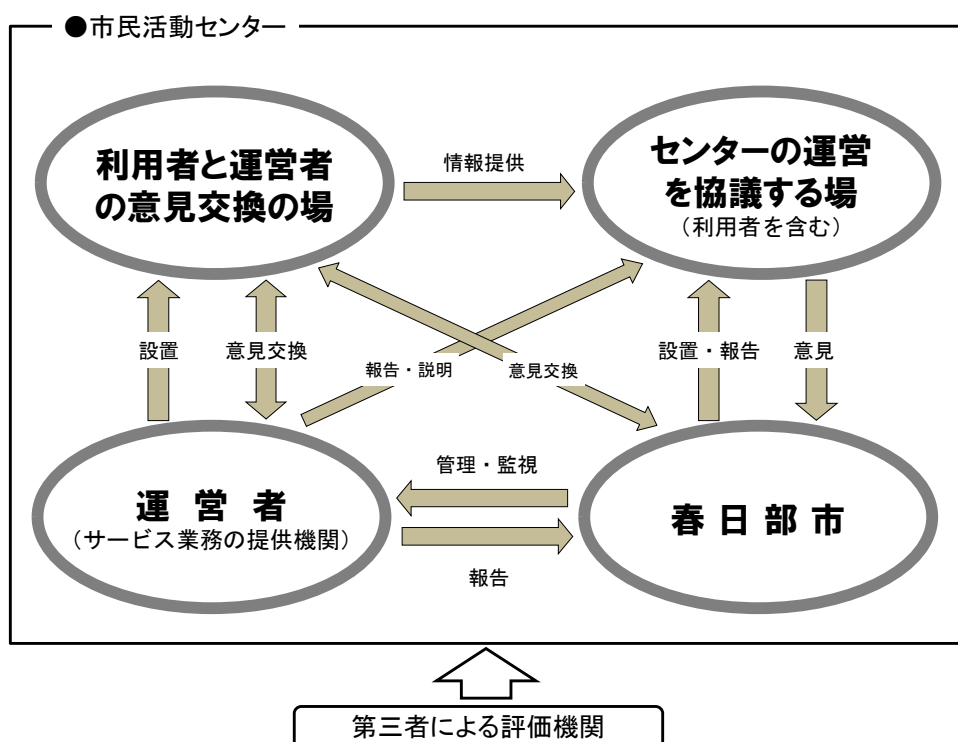 ●市民活動センター
利用者と運営者
の意見交換の場
情報提供
センターの運営
を協議する場
（利用者を含む）
設置
意見交換
報告・説明
意見交換
設置・報告
意見
運営者
（サービス業務の提供機関）
管理・監視
報告
春日部市
第三者による評価機関